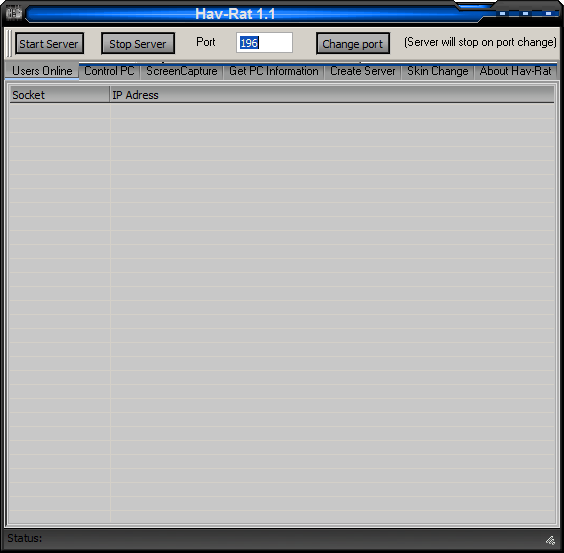 Hav-Rat 1.1
Start Server Stop Server Port 196 Change port (Server will stop on port change)
Users Online Control PC ScreenCapture Get PC Information Create Server Skin Change About Hav-Rat
Socket IP Adress
Status: